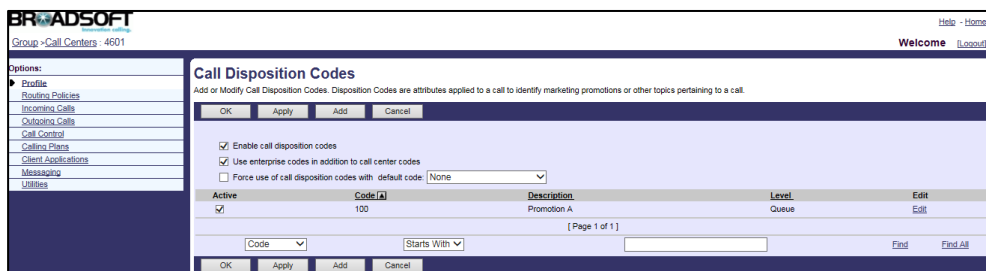 BROADSOFT
Innovative calling.
Help - Home
Group >Call Centers : 4601
Welcome [Logout]
Options:
Profile
Routing Policies
Incoming Calls
Outgoing Calls
Call Control
Calling Plans
Client Applications
Messaging
Utilities
Call Disposition Codes
Add or Modify Call Disposition Codes. Disposition Codes are attributes applied to a call to identify marketing promotions or other topics pertaining to a call.
OK Apply Add Cancel
Enable call disposition codes
Use enterprise codes in addition to call center codes
Force use of call disposition codes with default code: None
Active Code Description Level Edit
100 Promotion A Queue Edit
[ Page 1 of 1 ]
Code Starts With Find Find All
OK Apply Add Cancel